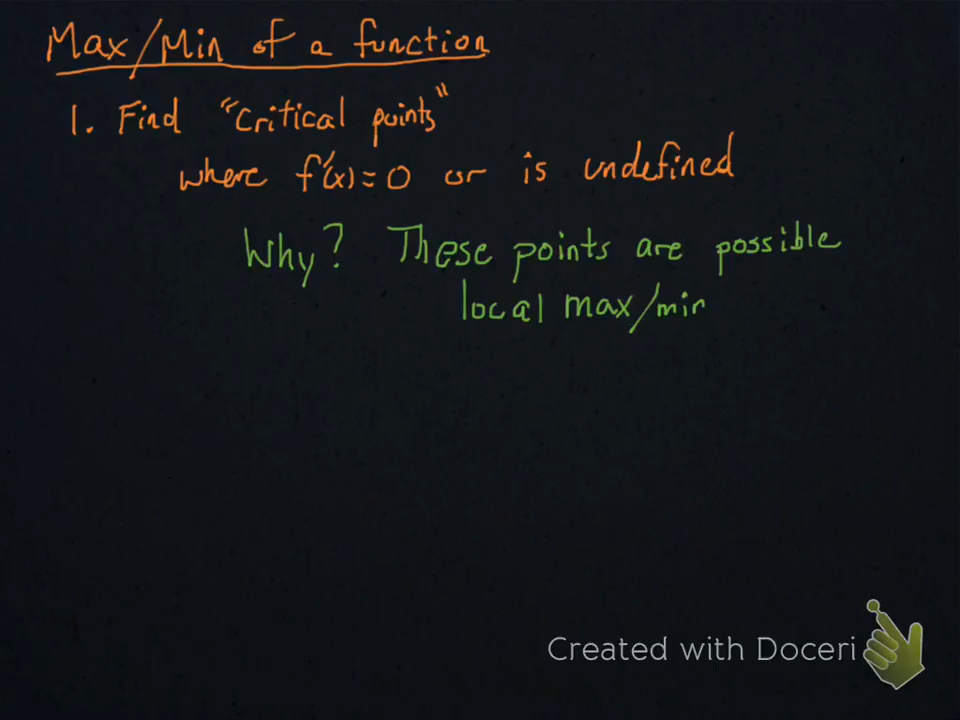 Max/Min of a function
1. Find "critical points"
where f'(x) = 0 or is undefined
Why? These points are possible
local max/min
Created with Doceri